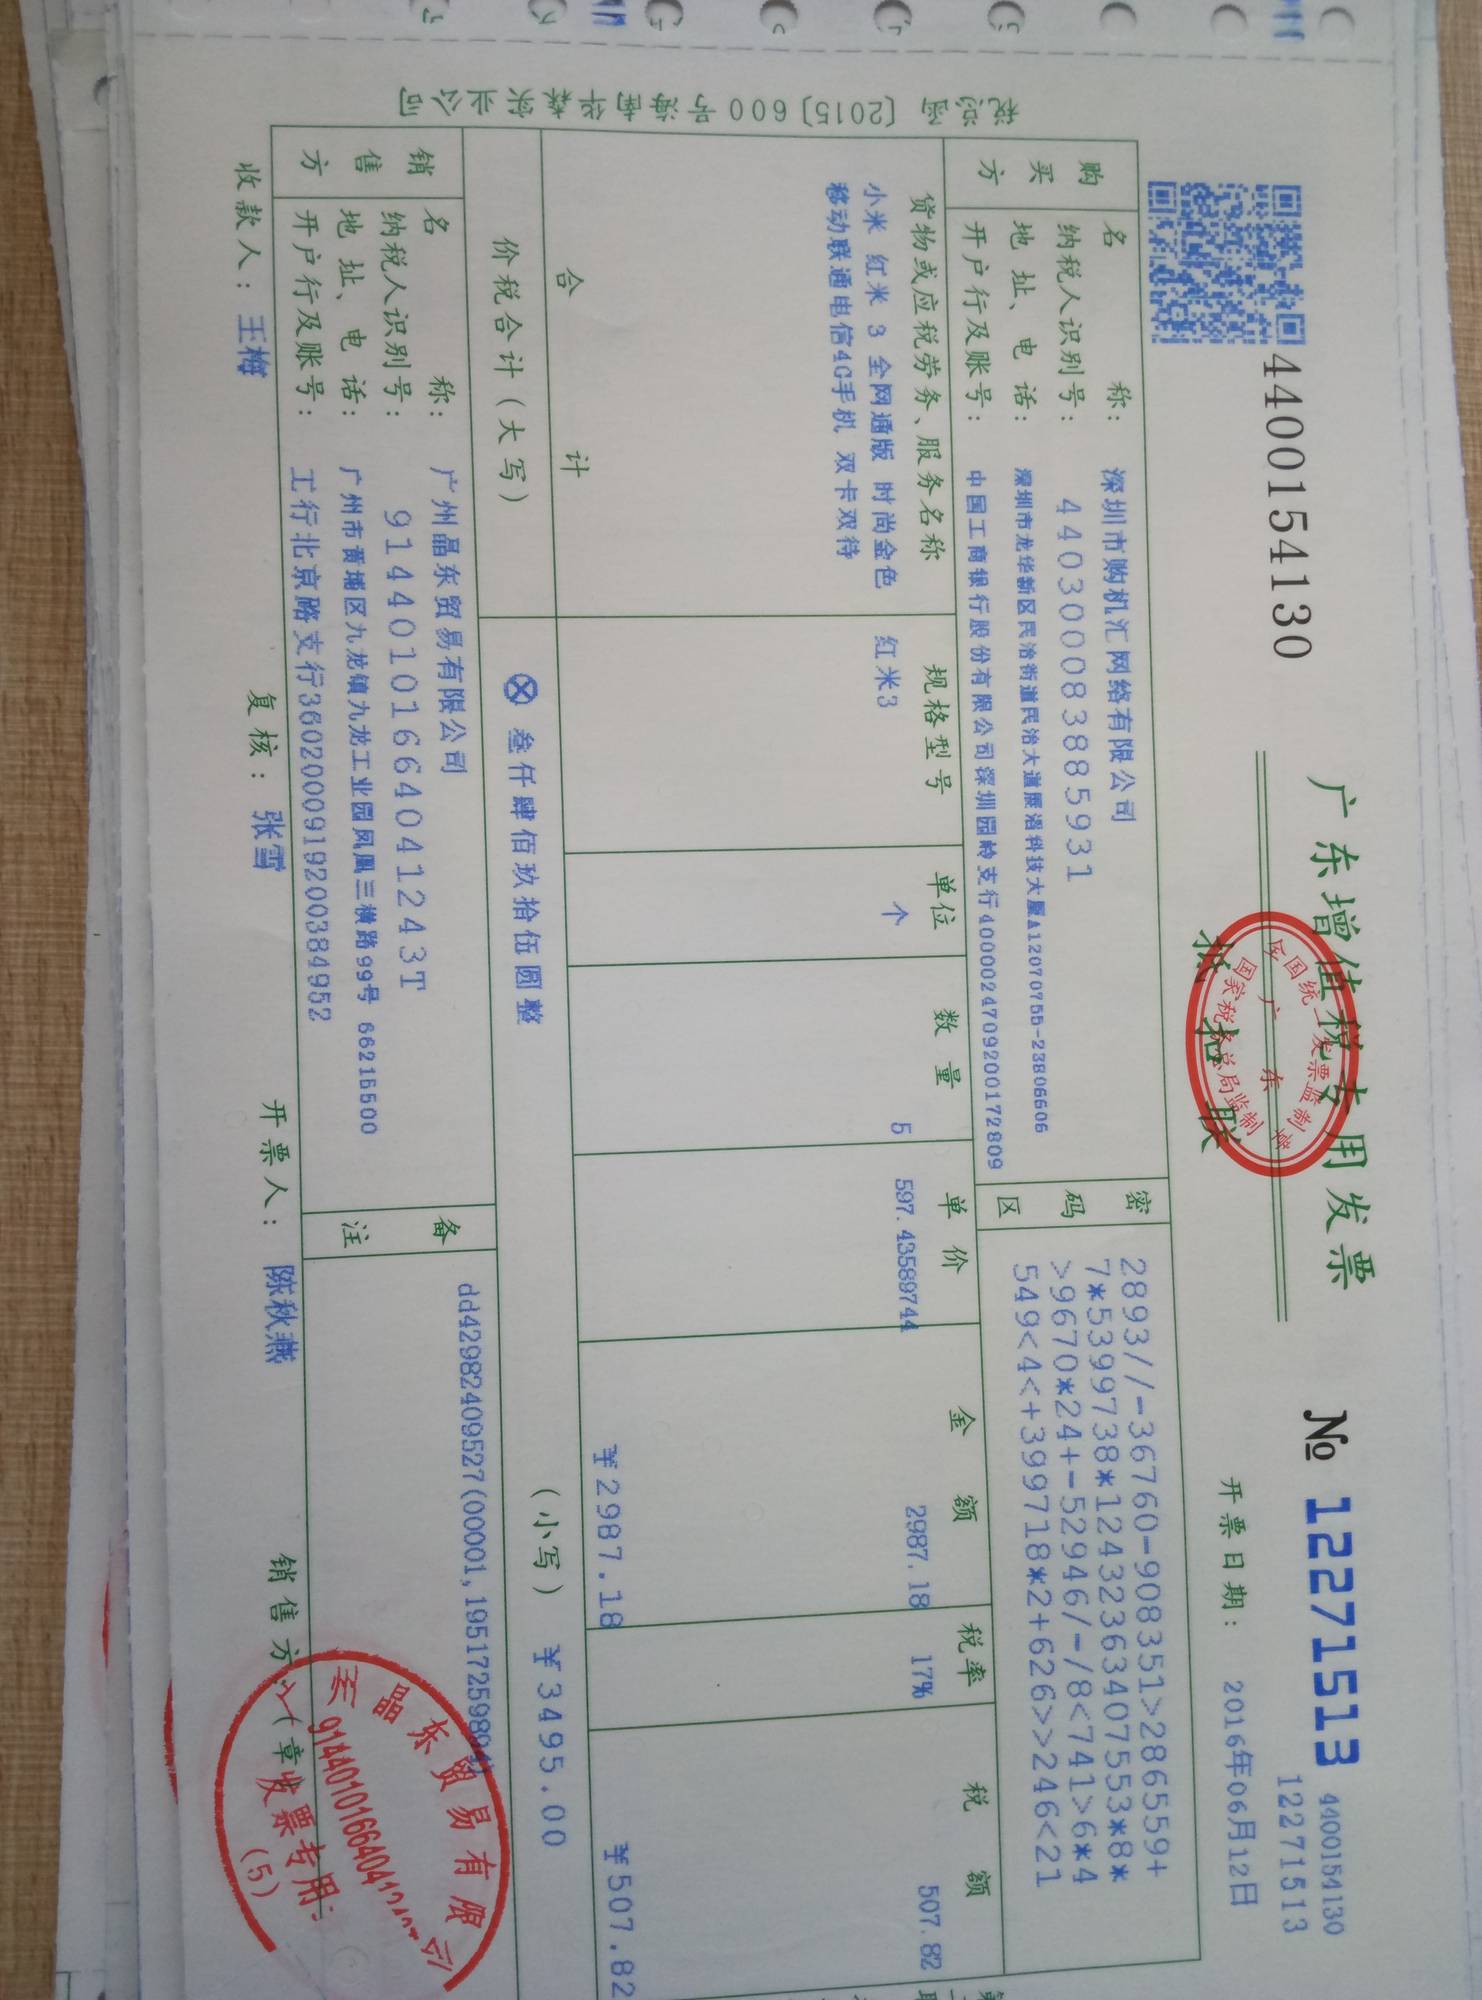 4400154130
广东增值税专用发票
抵扣联
№ 12271513
4400154130
12271513
开票日期: 2016年06月12日
全国统一发票监制章
广东
国家税务总局监制
购买方
名称: 深圳市购机汇网络有限公司
纳税人识别号: 440300083885931
地址、电话: 深圳市龙华新区民治街道民治大道展滔科技大厦A12070755-23806606
开户行及账号: 中国工商银行股份有限公司深圳园岭支行4000024709200172809
密码区
2893//-36760-908351>286559+
7*5399738*1243236340 7553*8*
>9670*24+-52946/-/8<741>6*4
549<4<+399718*2+626>>246<21
货物或应税劳务、服务名称 规格型号 单位 数量 单价 金额 税率 税额
小米 红米 3 全网通版 时尚金色 红米3 个 5 597.43589744 2987.18 17% 507.82
移动联通电信4G手机 双卡双待
合计 ¥2987.18 ¥507.82
价税合计(大写) ⊗ 叁仟肆佰玖拾伍圆整 (小写) ¥3495.00
销售方
名称: 广州晶东贸易有限公司
纳税人识别号: 91440101664041243T
地址、电话: 广州市黄埔区九龙镇九龙工业园凤凰三横路99号 66215500
开户行及账号: 工行北京路支行3602000919200384952
备注
dd42982409527(00001,19517259804)
收款人: 王梅 复核: 张雪 开票人: 陈秋燕 销售方:(章)
晶东贸易有限公
发票专用
(5)
税总函〔2015〕600号海南华森实业公司